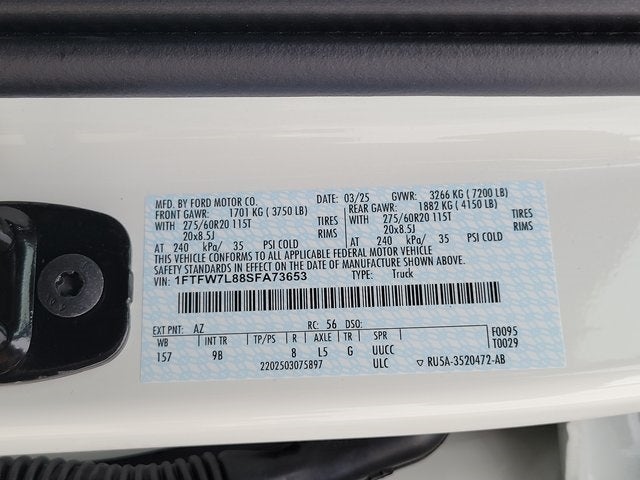 MFD. BY FORD MOTOR CO.
DATE: 03/25 GVWR: 3266 KG ( 7200 LB)
FRONT GAWR: 1701 KG ( 3750 LB) REAR GAWR: 1882 KG ( 4150 LB)
WITH 275/60R20 115T TIRES WITH 275/60R20 115T TIRES
20x8.5J RIMS 20x8.5J RIMS
AT 240 kPa/ 35 PSI COLD AT 240 kPa/ 35 PSI COLD
THIS VEHICLE CONFORMS TO ALL APPLICABLE FEDERAL MOTOR VEHICLE
SAFETY STANDARDS IN EFFECT ON THE DATE OF MANUFACTURE SHOWN ABOVE.
VIN: 1FTFW7L88SFA73653 TYPE: Truck
EXT PNT: AZ RC: 56 DSO:
WB INT TR TP/PS R AXLE TR SPR F0095
157 9B 8 L5 G UUCC T0029
2202503075897 ULC RU5A-3520472-AB